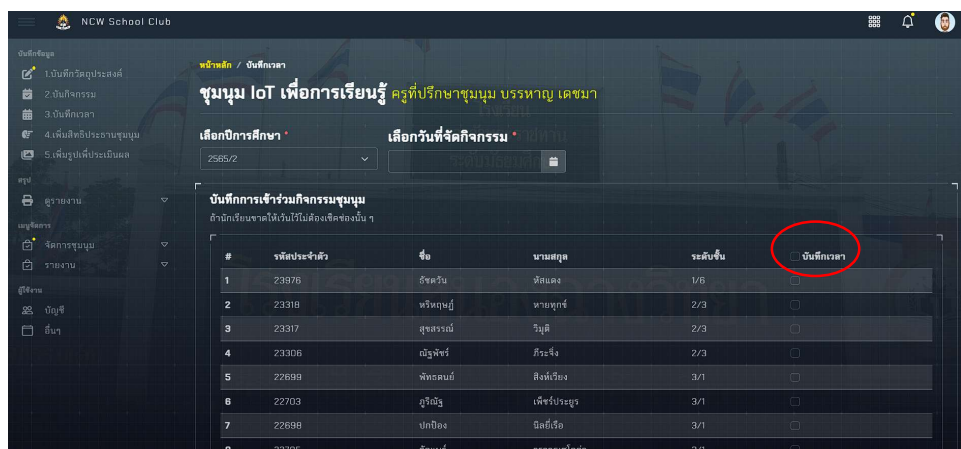 NCW School Club
บันทึกข้อมูล
1.บันทึกวัตถุประสงค์
2.บันกิจกรรม
3.บันทึกเวลา
4.เพิ่มสิทธิประธานชุมนุม
5.เพิ่มรูปเพื่ประเมินผล
สรุป
ดูรายงาน
เมนูจัดการ
จัดการชุมนุม
รายงาน
ผู้ใช้งาน
บัญชี
อื่นๆ
หน้าหลัก / บันทึกเวลา
ชุมนุม IoT เพื่อการเรียนรู้ ครูที่ปรึกษาชุมนุม บรรหาญ เดชมา
เลือกปีการศึกษา * เลือกวันที่จัดกิจกรรม *
2565/2
บันทึกการเข้าร่วมกิจกรรมชุมนุม
ถ้านักเรียนขาดให้เว้นไว้ไม่ต้องเช็คช่องนั้น ๆ
# รหัสประจำตัว ชื่อ นามสกุล ระดับชั้น บันทึกเวลา
1 23976 ธัชตวัน หัสแดง 1/6
2 23318 หริหฤษฎ์ หายทุกข์ 2/3
3 23317 สุขสรรณ์ วิมุติ 2/3
4 23306 ณัฐพัชร์ ภีระจิ่ง 2/3
5 22699 พัทธดนย์ สิงห์เวียง 3/1
6 22703 ภูริณัฐ เพ็ชร์ประยูร 3/1
7 22698 ปกป้อง นิลยี่เรือ 3/1